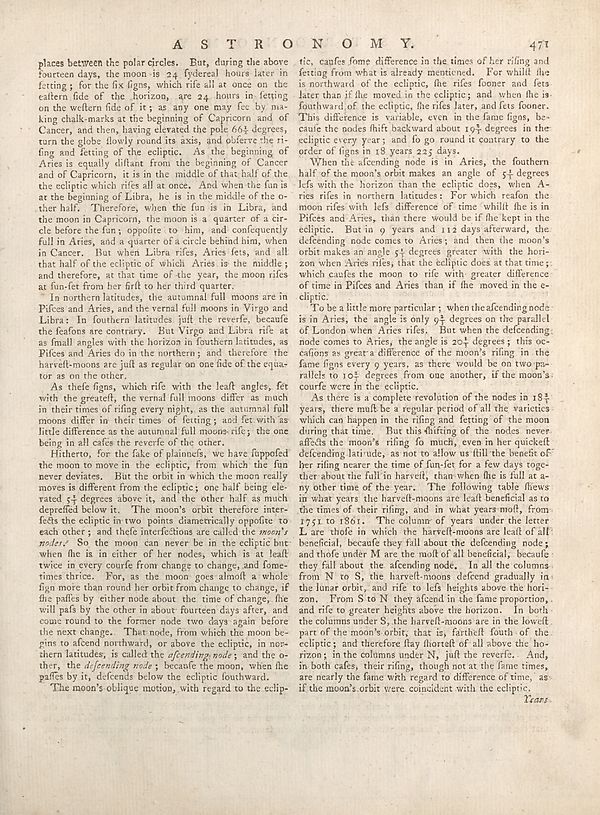 ASTRONOMY. 471
places between the polar circles. But, during the above
fourteen days, the moon is 24 ſydereal hours later in
ſetting; for the ſix ſigns, which riſe all at once on the
eaſtern ſide of the horizon, are 24 hours in ſetting
on the weſtern ſide of it; as any one may ſee by ma-
king chalk-marks at the beginning of Capricorn and of
Cancer, and then, having elevated the pole 66½ degrees,
turn the globe ſlowly round its axis, and obſerve the ri-
ſing and ſetting of the ecliptic. As the beginning of
Aries is equally diſtant from the beginning of Cancer
and of Capricorn, it is in the middle of that half of the
the ecliptic which riſes all at once. And when the ſun is
at the beginning of Libra, he is in the middle of the o-
ther half. Therefore, when the ſun is in Libra, and
the moon in Capricorn, the moon is a quarter of a cir-
cle before the ſun; oppoſite to him, and conſequently
full in Aries, and a quarter of a circle behind him, when
in Cancer. But when Libra riſes, Aries ſets, and all
that half of the ecliptic of which Aries is the middle;
and therefore, at that time of the year, the moon riſes
at ſun-ſet from her firſt to her third quarter.
In northern latitudes, the autumnal full moons are in
Piſces and Aries, and the vernal full moons in Virgo and
Libra: In ſouthern latitudes juſt the reverſe, becauſe
the ſeaſons are contrary. But Virgo and Libra riſe at
as ſmall angles with the horizon in ſouthern latitudes, as
Piſces and Aries do in the northern; and therefore the
harveſt-moons are juſt as regular on one ſide of the equa-
tor as on the other.
As theſe ſigns, which riſe with the leaſt angles, ſet
with the greateſt, the vernal full moons differ as much
in their times of riſing every night, as the autumnal full
moons differ in their times of ſetting; and ſet with as
little difference as the autumnal full moons riſe; the one
being in all caſes the reverſe of the other.
Hitherto, for the ſake of plainneſs, we have ſuppoſed
the moon to move in the ecliptic, from which the ſun
never deviates. But the orbit in which the moon really
moves is different from the ecliptic; one half being ele-
vated 5⅓ degrees above it, and the other half as much
depreſſed below it. The moon's orbit therefore inter-
ſects the ecliptic in two points diametrically oppoſite to
each other; and theſe interſections are called the moon's
nodes. So the moon can never be in the ecliptic but
when ſhe is in either of her nodes, which is at leaſt
twice in every courſe from change to change, and ſome-
times thrice. For, as the moon goes almoſt a whole
ſign more than round her orbit from change to change, if
ſhe paſſes by either node about the time of change, ſhe
will paſs by the other in about fourteen days after, and
come round to the former node two days again before
the next change. That node, from which the moon be-
gins to aſcend northward, or above the ecliptic, in nor-
thern latitudes, is called the aſcending node; and the o-
ther, the deſcending node; becauſe the moon, when ſhe
paſſes by it, deſcends below the ecliptic ſouthward.
The moon's oblique motion, with regard to the eclip-
tic, cauſes ſome difference in the times of her riſing and
ſetting from what is already mentioned. For whilſt ſhe
is northward of the ecliptic, ſhe riſes ſooner and ſets
later than if ſhe moved in the ecliptic; and when ſhe is
ſouthward of the ecliptic, ſhe riſes later, and ſets ſooner.
This difference is variable, even in the ſame ſigns, be-
cauſe the nodes ſhift backward about 19⅓ degrees in the
ecliptic every year; and ſo go round it contrary to the
order of ſigns in 18 years 225 days.
When the aſcending node is in Aries, the ſouthern
half of the moon's orbit makes an angle of 5⅓ degrees
leſs with the horizon than the ecliptic does, when A-
ries riſes in northern latitudes: For which reaſon the
moon riſes with leſs difference of time whilſt ſhe is in
Piſces and Aries, than there would be if ſhe kept in the
ecliptic. But in 9 years and 112 days afterward, the
deſcending node comes to Aries; and then the moon's
orbit makes an angle 5⅓ degrees greater with the hori-
zon when Aries riſes, than the ecliptic does at that time;
which cauſes the moon to riſe with greater difference
of time in Piſces and Aries than if ſhe moved in the e-
cliptic.
To be a little more particular; when the aſcending node
is in Aries, the angle is only 9⅔ degrees on the parallel
of London when Aries riſes. But when the deſcending
node comes to Aries, the angle is 20⅓ degrees; this oc-
caſions as great a difference of the moon's riſing in the
ſame ſigns every 9 years, as there would be on two pa-
rallels to 10⅔ degrees from one another, if the moon's
courſe were in the ecliptic.
As there is a complete revolution of the nodes in 18⅔
years, there muſt be a regular period of all the varieties
which can happen in the riſing and ſetting of the moon
during that time. But this ſhifting of the nodes never
affects the moon's riſing ſo much, even in her quickeſt
deſcending latitude, as not to allow us ſtill the benefit of
her riſing nearer the time of ſun-ſet for a few days toge-
ther about the full in harveſt, than when ſhe is full at a-
ny other time of the year. The following table ſhews
in what years the harveſt-moons are leaſt beneficial as to
the times of their riſing, and in what years moſt, from
1751 to 1861. The column of years under the letter
L are thoſe in which the harveſt-moons are leaſt of all
beneficial, becauſe they fall about the deſcending node;
and thoſe under M are the moſt of all beneficial, becauſe
they fall about the aſcending node. In all the columns
from N to S, the harveſt-moons deſcend gradually in
the lunar orbit, and riſe to leſs heights above the hori-
zon. From S to N they aſcend in the ſame proportion,
and riſe to greater heights above the horizon. In both
the columns under S, the harveſt-moons are in the loweſt
part of the moon's orbit, that is, fartheſt ſouth of the
ecliptic; and therefore ſtay ſhorteſt of all above the ho-
rizon; in the columns under N, juſt the reverſe. And,
in both caſes, their riſing, though not at the ſame times,
are nearly the ſame with regard to difference of time, as
if the moon's orbit were coincident with the ecliptic.
Years